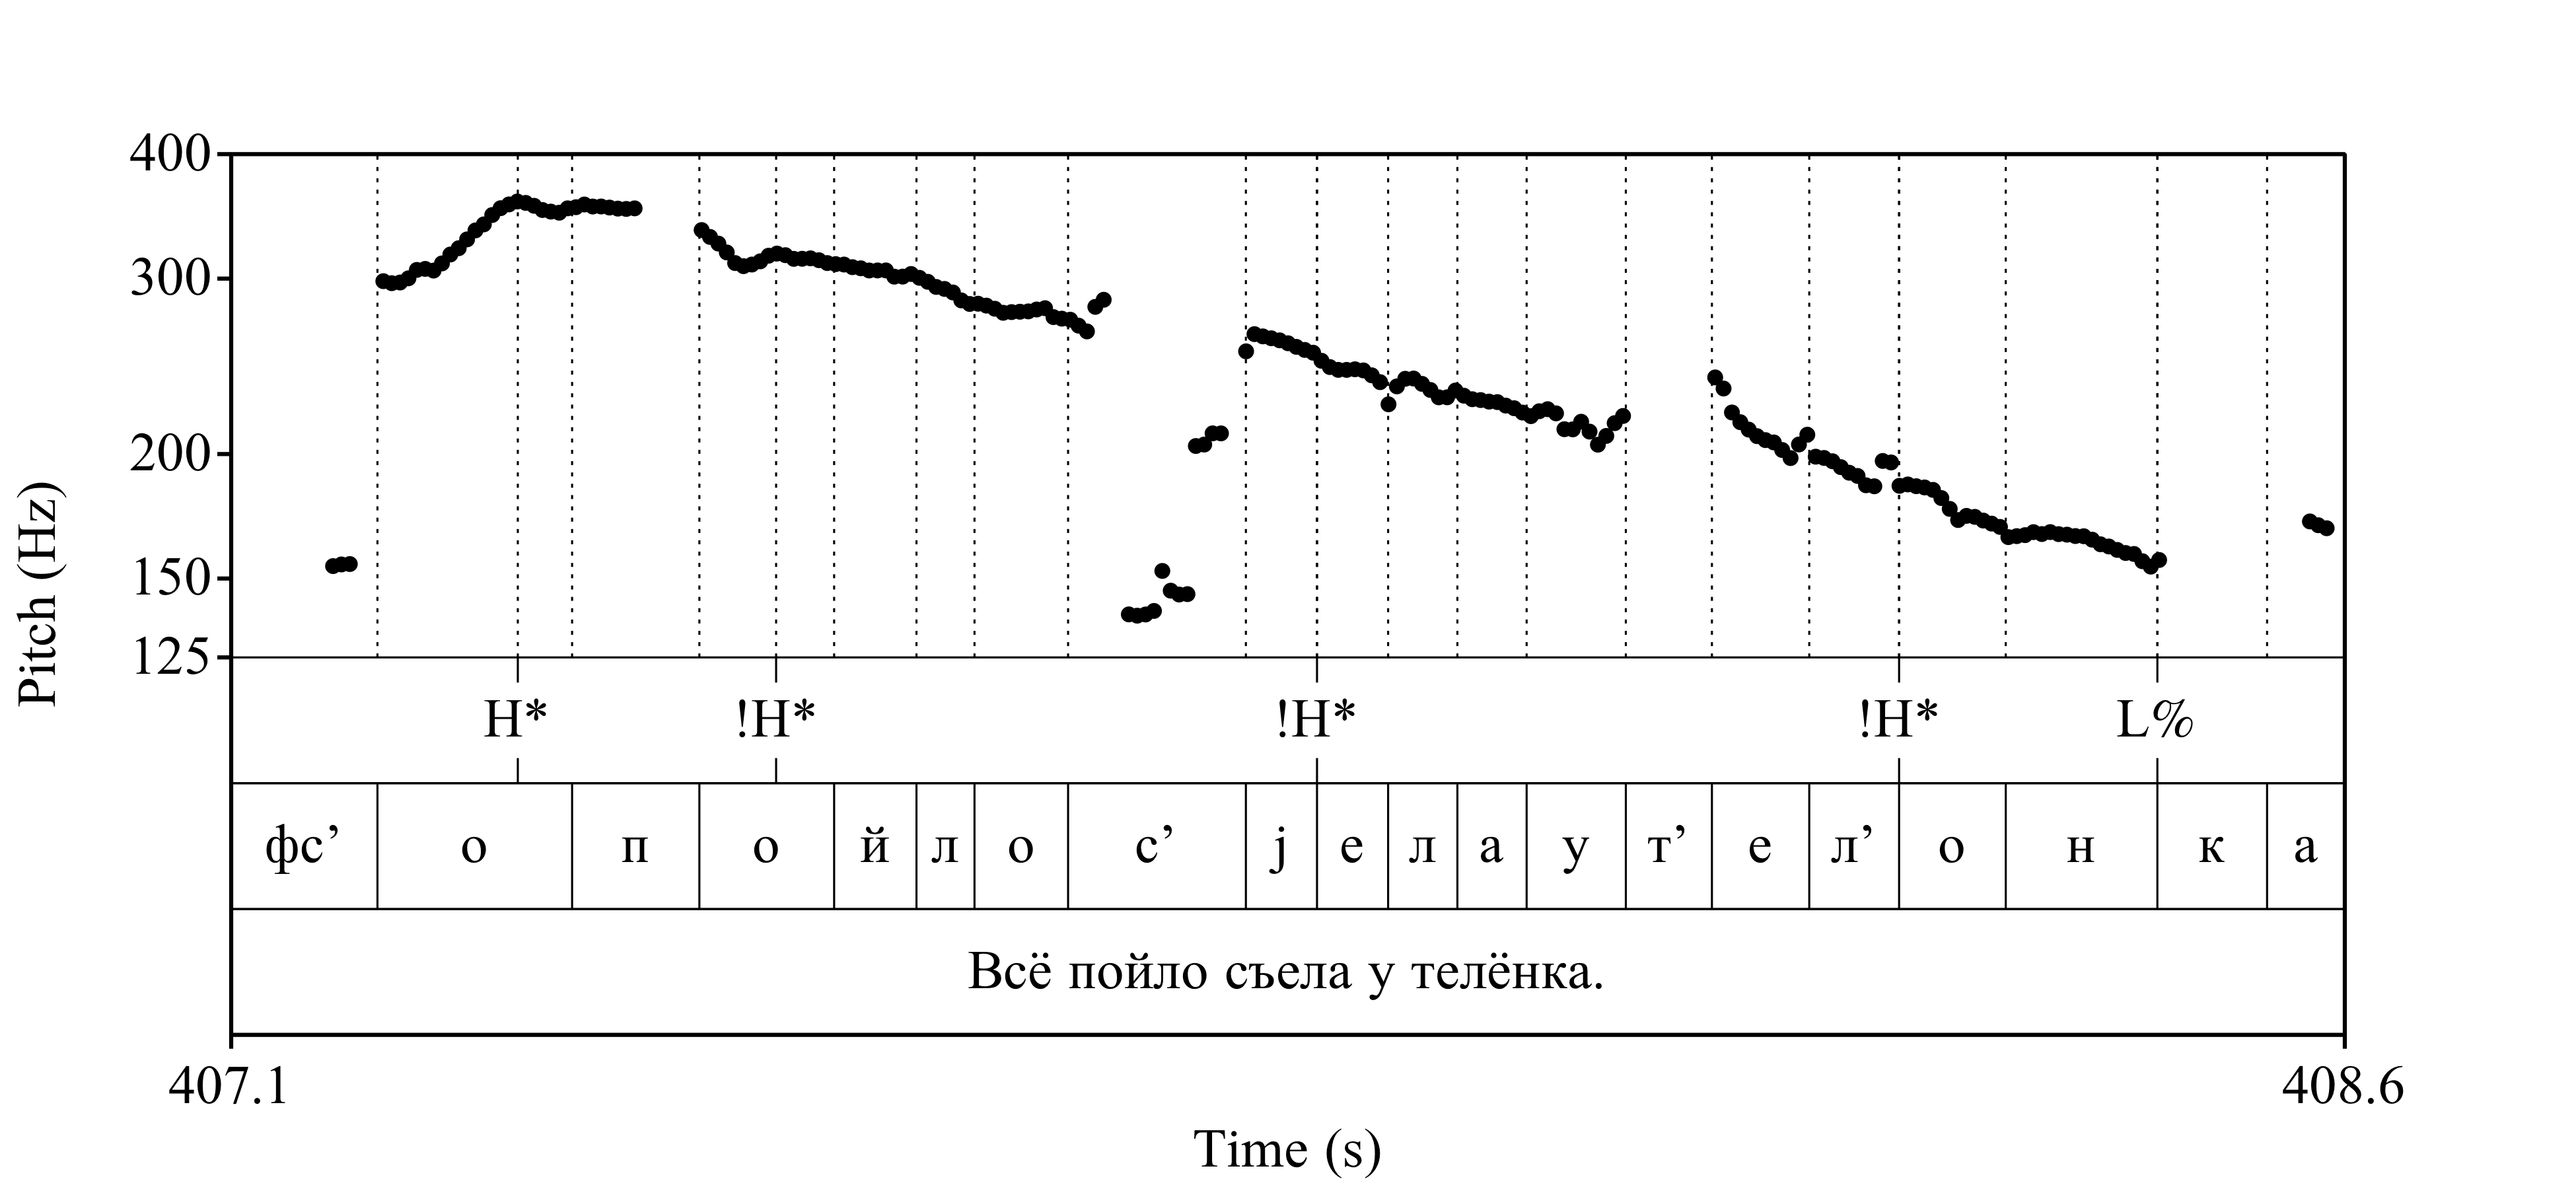 400
300
200
150
125
Pitch (Hz)
H* !H* !H* !H* L%
фс’ о п о й л о с’ j е л а у т’ е л’ о н к а
Всё пойло съела у телёнка.
407.1 408.6
Time (s)